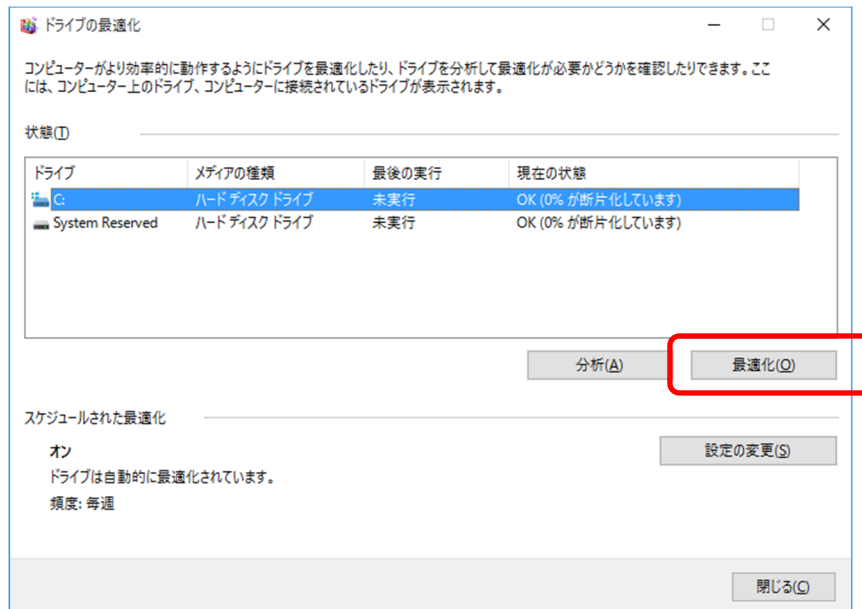 ドライブの最適化
コンピューターがより効率的に動作するようにドライブを最適化したり、ドライブを分析して最適化が必要かどうかを確認したりできます。ここ
には、コンピューター上のドライブ、コンピューターに接続されているドライブが表示されます。
状態(T)
ドライブ メディアの種類 最後の実行 現在の状態
C: ハード ディスク ドライブ 未実行 OK (0% が断片化しています)
System Reserved ハード ディスク ドライブ 未実行 OK (0% が断片化しています)
分析(A) 最適化(O)
スケジュールされた最適化
オン 設定の変更(S)
ドライブは自動的に最適化されています。
頻度: 毎週
閉じる(C)